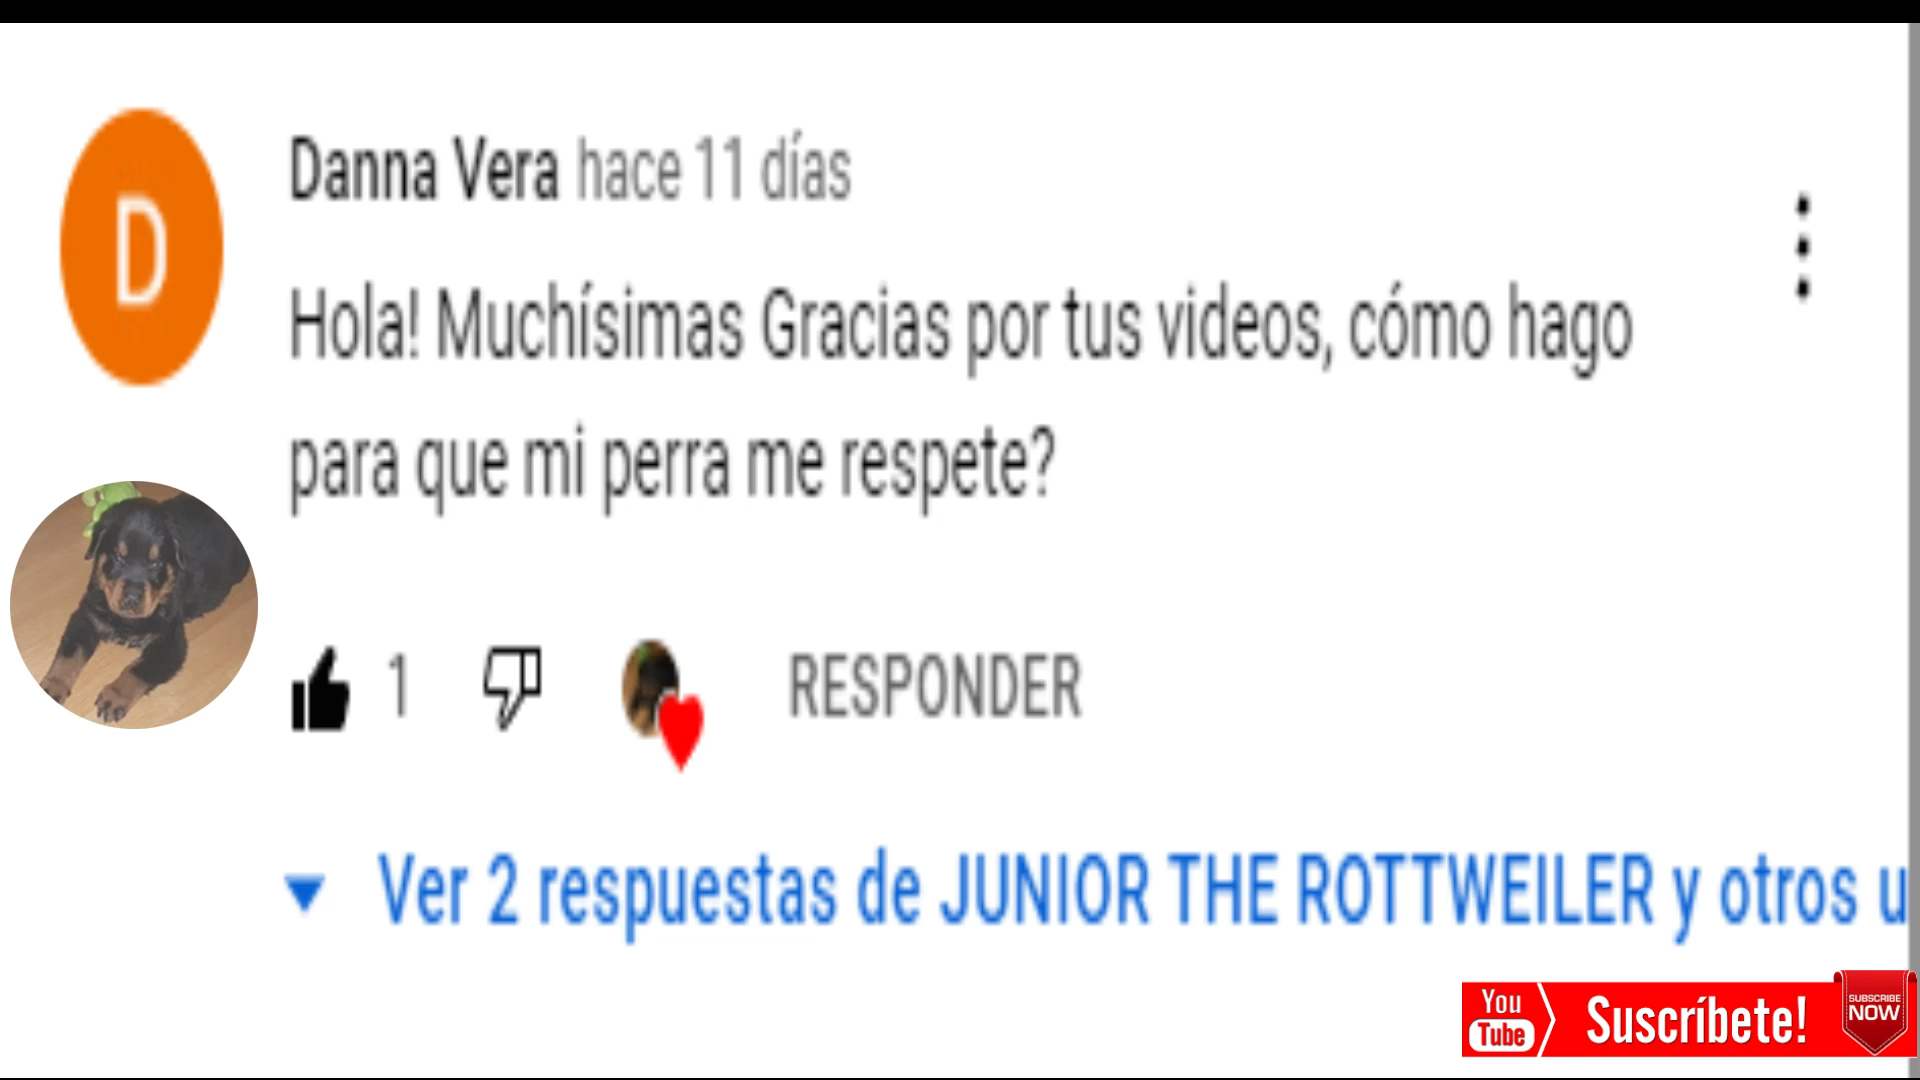 D
Danna Vera hace 11 días
Hola! Muchísimas Gracias por tus videos, cómo hago
para que mi perra me respete?
1
RESPONDER
Ver 2 respuestas de JUNIOR THE ROTTWEILER y otros u
You
Tube
Suscríbete!
SUBSCRIBE
NOW